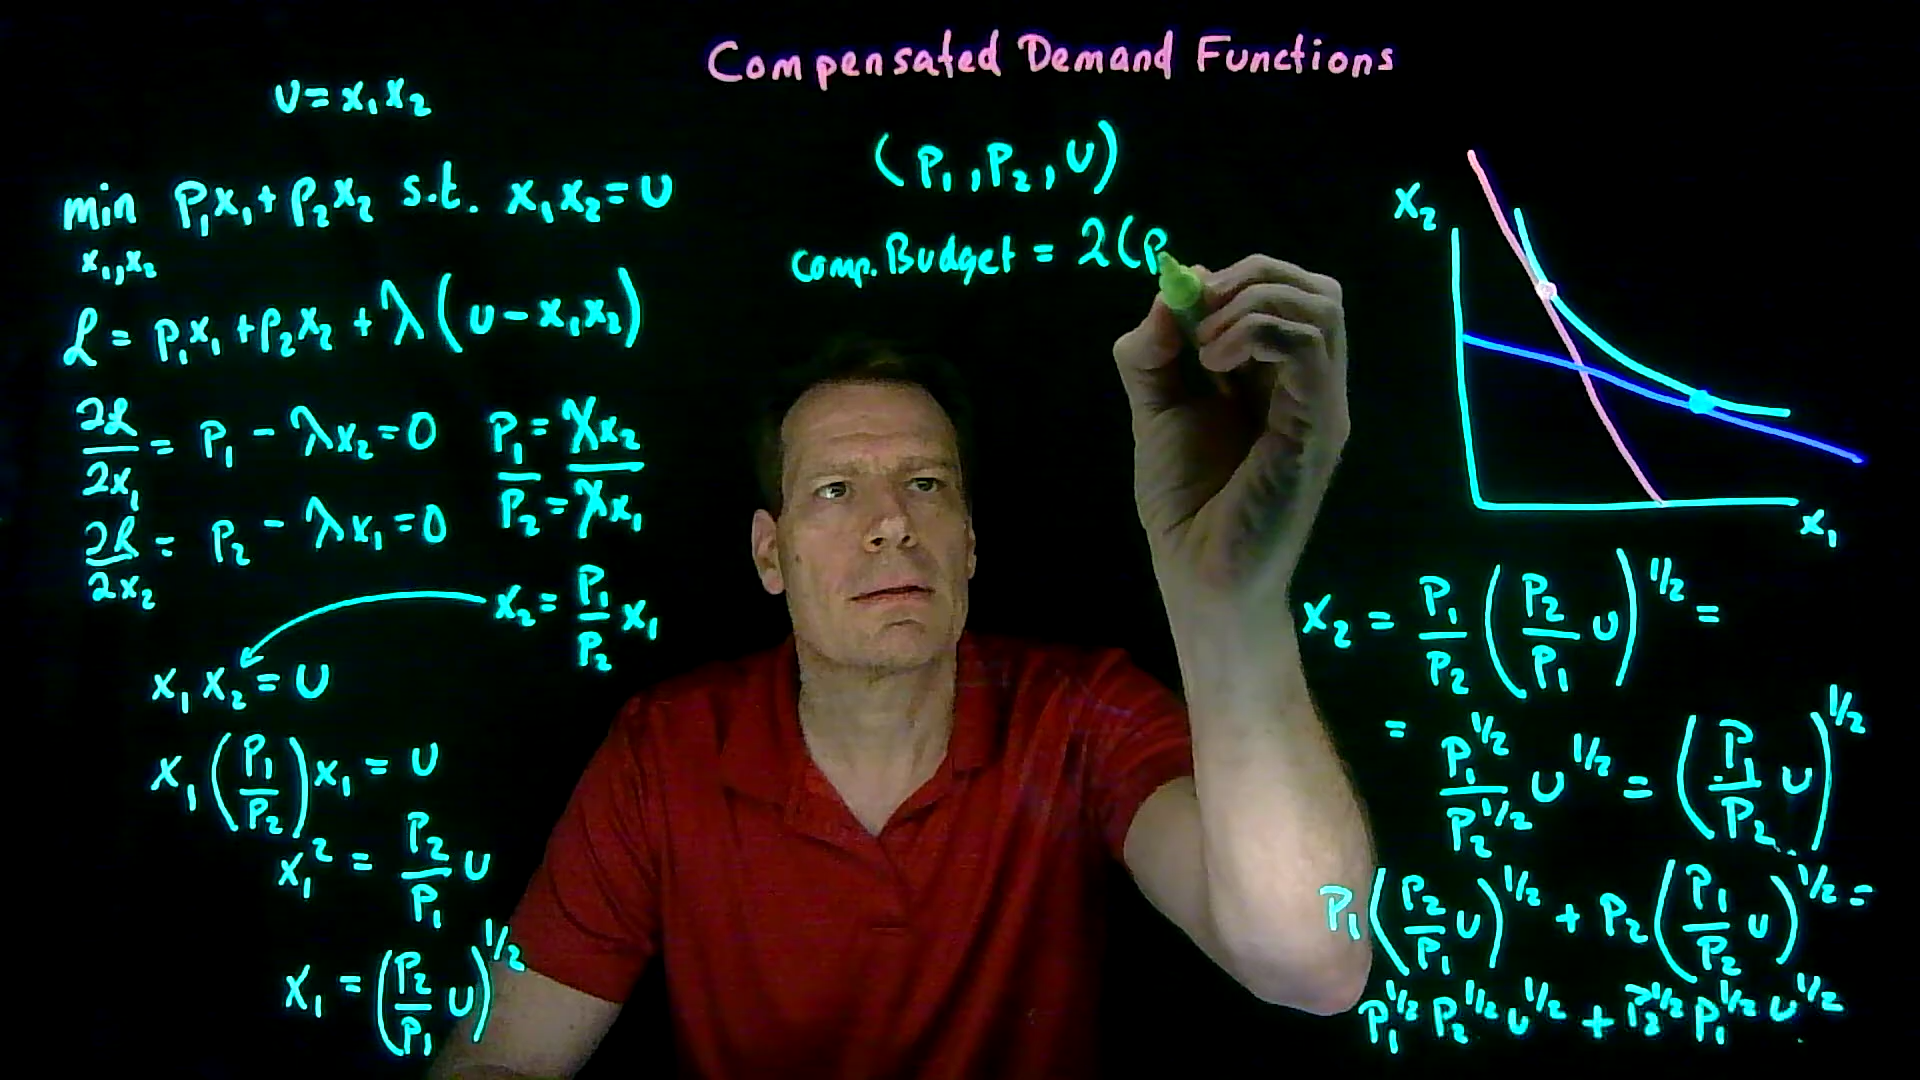 Compensated Demand Functions
U = x₁x₂
min P₁x₁ + P₂x₂ s.t. x₁x₂ = U
x₁,x₂
ℒ = P₁x₁ + P₂x₂ + λ(U − x₁x₂)
∂ℒ/∂x₁ = P₁ − λx₂ = 0
∂ℒ/∂x₂ = P₂ − λx₁ = 0
P₁ = λx₂
P₂ = λx₁
x₂ = P₁/P₂ x₁
x₁x₂ = U
x₁(P₁/P₂)x₁ = U
x₁² = P₂/P₁ U
x₁ = (P₂/P₁ U)^1/2
(P₁, P₂, U)
Comp. Budget = 2(P
x₂
x₁
x₂ = P₁/P₂ (P₂/P₁ U)^1/2 =
= P₁^1/2/P₂^1/2 U^1/2 = (P₁/P₂ U)^1/2
P₁(P₂/P₁ U)^1/2 + P₂(P₁/P₂ U)^1/2 =
P₁^1/2 P₂^1/2 U^1/2 + P₂^1/2 P₁^1/2 U^1/2